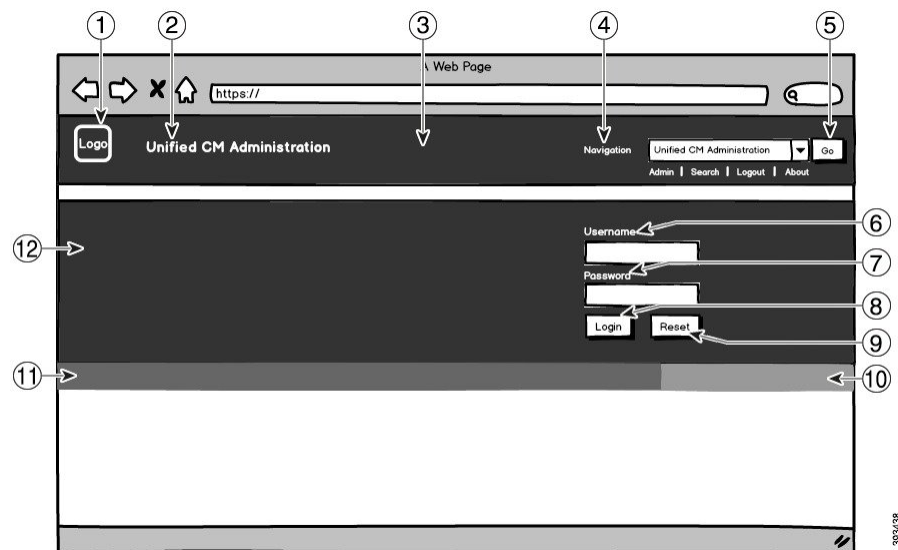 1 2 3 4 5
A Web Page
https://
Logo
Unified CM Administration
Navigation
Unified CM Administration
Go
Admin | Search | Logout | About
Username
6
12
Password
7
8
Login
Reset
9
11
10
393438